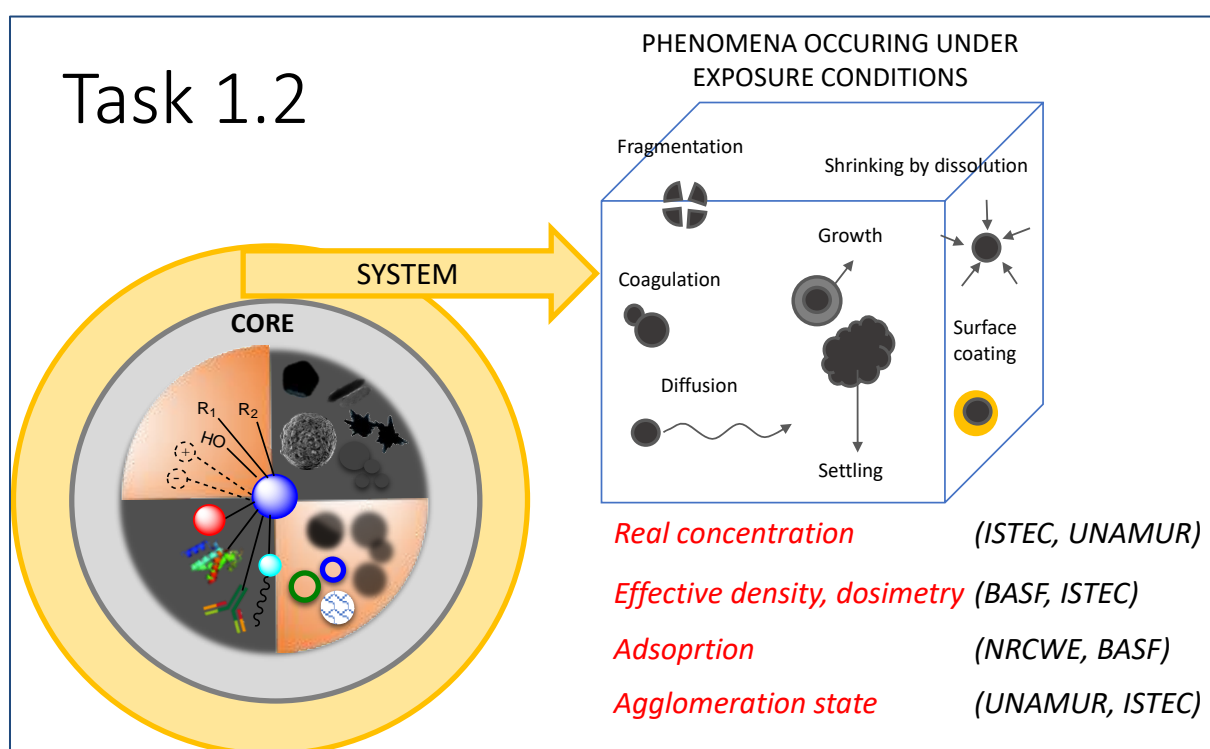 Task 1.2
PHENOMENA OCCURING UNDER
EXPOSURE CONDITIONS
Fragmentation
Shrinking by dissolution
Growth
SYSTEM
Coagulation
CORE
Surface
coating
Diffusion
R1
R2
HO
+
-
Settling
Real concentration (ISTEC, UNAMUR)
Effective density, dosimetry (BASF, ISTEC)
Adsoprtion (NRCWE, BASF)
Agglomeration state (UNAMUR, ISTEC)